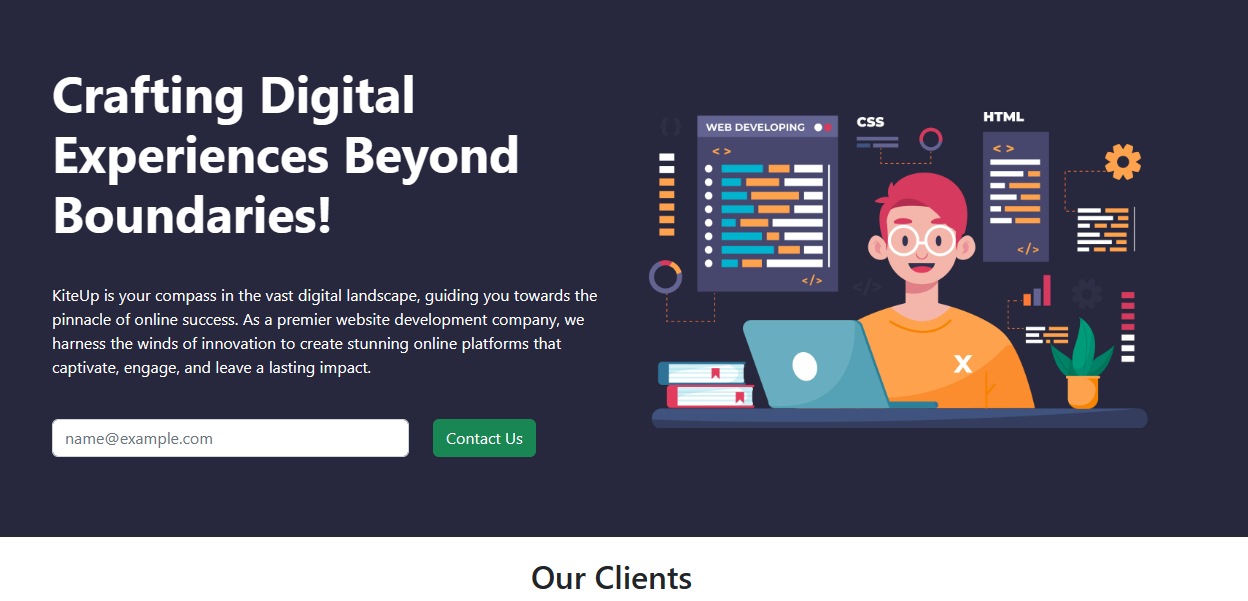 Crafting Digital
Experiences Beyond
Boundaries!
KiteUp is your compass in the vast digital landscape, guiding you towards the
pinnacle of online success. As a premier website development company, we
harness the winds of innovation to create stunning online platforms that
captivate, engage, and leave a lasting impact.
name@example.com
Contact Us
{ }
WEB DEVELOPING
< >
</>
CSS
HTML
< >
</>
</>
X
Our Clients